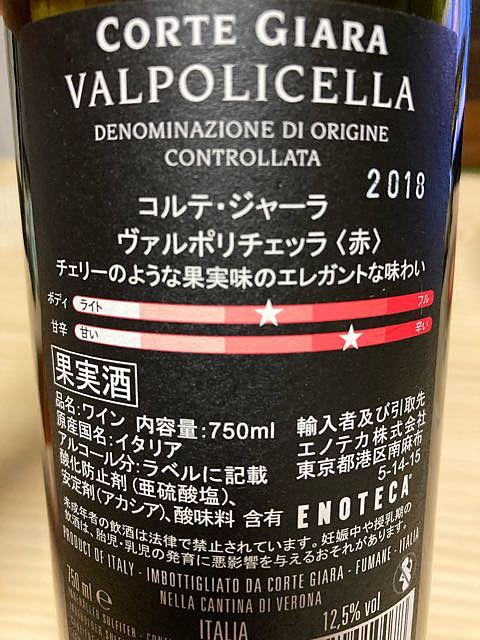 CORTE GIARA
VALPOLICELLA
DENOMINAZIONE DI ORIGINE
CONTROLLATA
2018
コルテ・ジャーラ
ヴァルポリチェッラ〈赤〉
チェリーのような果実味のエレガントな味わい
ボディ ライト フル
甘辛 甘い 辛い
果実酒
品名:ワイン 内容量:750ml
原産国名:イタリア
アルコール分:ラベルに記載
酸化防止剤(亜硫酸塩)、
安定剤(アカシア)、酸味料 含有
輸入者及び引取先
エノテカ株式会社
東京都港区南麻布
5-14-15
ENOTECA
未成年者の飲酒は法律で禁止されています。妊娠中や授乳期の
飲酒は、胎児・乳児の発育に悪影響を与えるおそれがあります。
PRODUCT OF ITALY - IMBOTTIGLIATO DA CORTE GIARA - FUMANE - ITALIA
NELLA CANTINA DI VERONA
750 ml e
12,5% vol
ITALIA